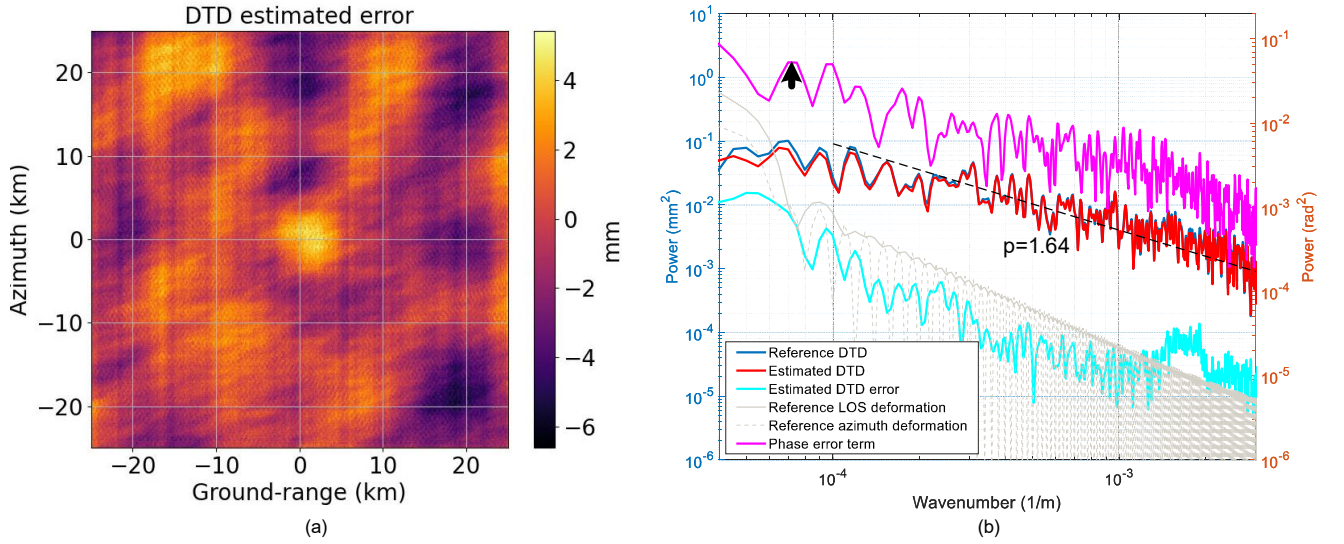 DTD estimated error
20
10
0
−10
−20
Azimuth (km)
−20
−10
0
10
20
Ground-range (km)
4
2
0
−2
−4
−6
mm
(a)
10^1
10^0
10^-1
10^-2
10^-3
10^-4
10^-5
10^-6
Power (mm^2)
10^-1
10^-2
10^-3
10^-4
10^-5
10^-6
Power (rad^2)
p=1.64
Reference DTD
Estimated DTD
Estimated DTD error
Reference LOS deformation
Reference azimuth deformation
Phase error term
10^-4
10^-3
Wavenumber (1/m)
(b)